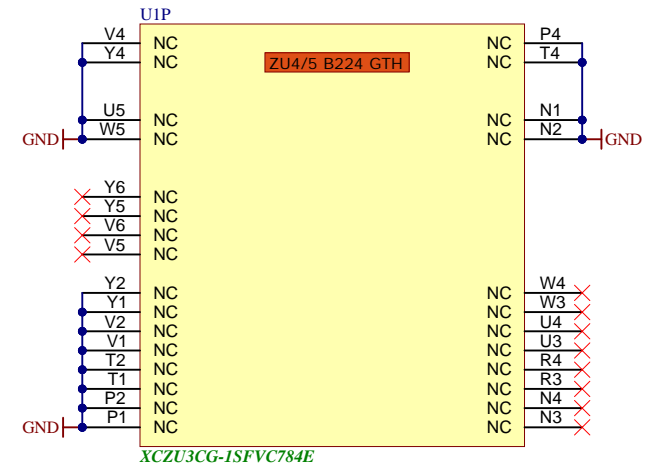 U1P
V4 NC NC P4
Y4 NC ZU4/5 B224 GTH NC T4
U5 NC NC N1
GND W5 NC NC N2 GND
Y6 NC
Y5 NC
V6 NC
V5 NC
Y2 NC NC W4
Y1 NC NC W3
V2 NC NC U4
V1 NC NC U3
T2 NC NC R4
T1 NC NC R3
P2 NC NC N4
GND P1 NC NC N3
XCZU3CG-1SFVC784E